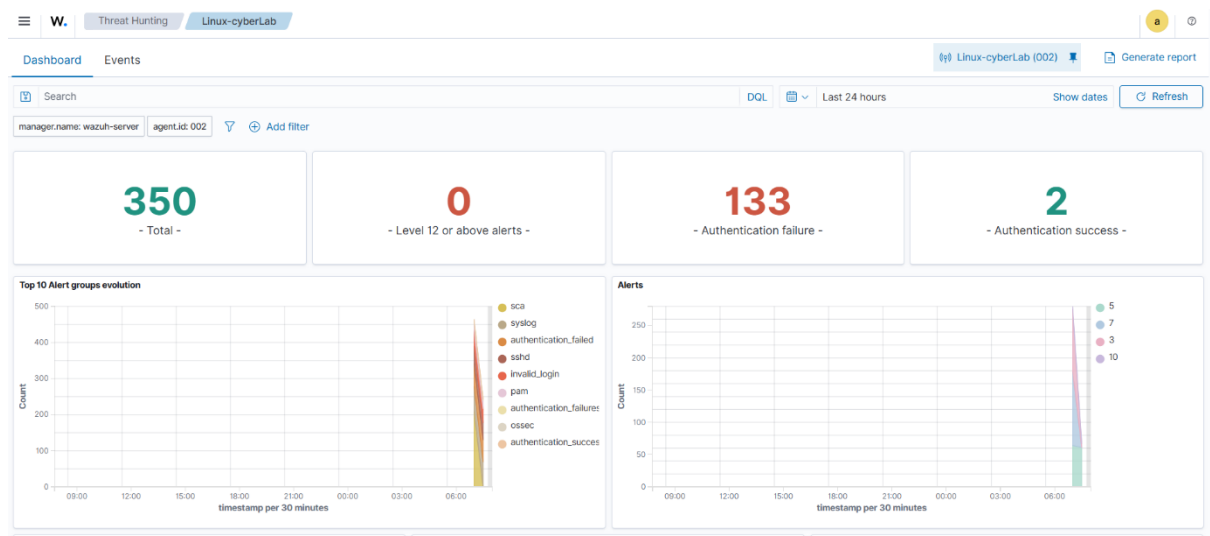 W. Threat Hunting Linux-cyberLab a
Dashboard Events Linux-cyberLab (002) Generate report
Search DQL Last 24 hours Show dates Refresh
manager.name: wazuh-server agent.id: 002 Add filter
350
- Total -
0
- Level 12 or above alerts -
133
- Authentication failure -
2
- Authentication success -
Top 10 Alert groups evolution
500
400
300
200
100
0
Count
09:00 12:00 15:00 18:00 21:00 00:00 03:00 06:00
timestamp per 30 minutes
sca
syslog
authentication_failed
sshd
invalid_login
pam
authentication_failures
ossec
authentication_succes
Alerts
250
200
150
100
50
0
Count
09:00 12:00 15:00 18:00 21:00 00:00 03:00 06:00
timestamp per 30 minutes
5
7
3
10